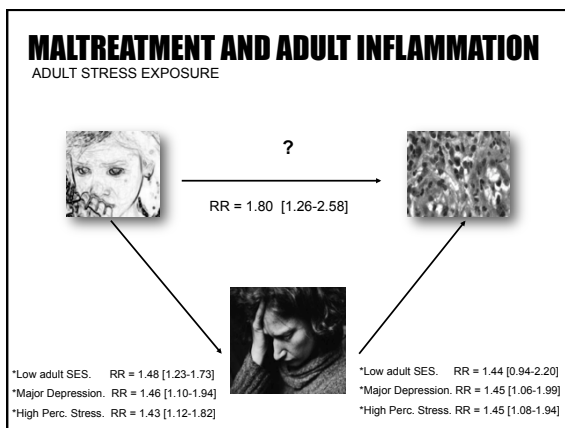 MALTREATMENT AND ADULT INFLAMMATION
ADULT STRESS EXPOSURE
?
RR = 1.80 [1.26-2.58]
*Low adult SES. RR = 1.48 [1.23-1.73]
*Major Depression. RR = 1.46 [1.10-1.94]
*High Perc. Stress. RR = 1.43 [1.12-1.82]
*Low adult SES. RR = 1.44 [0.94-2.20]
*Major Depression. RR = 1.45 [1.06-1.99]
*High Perc. Stress. RR = 1.45 [1.08-1.94]